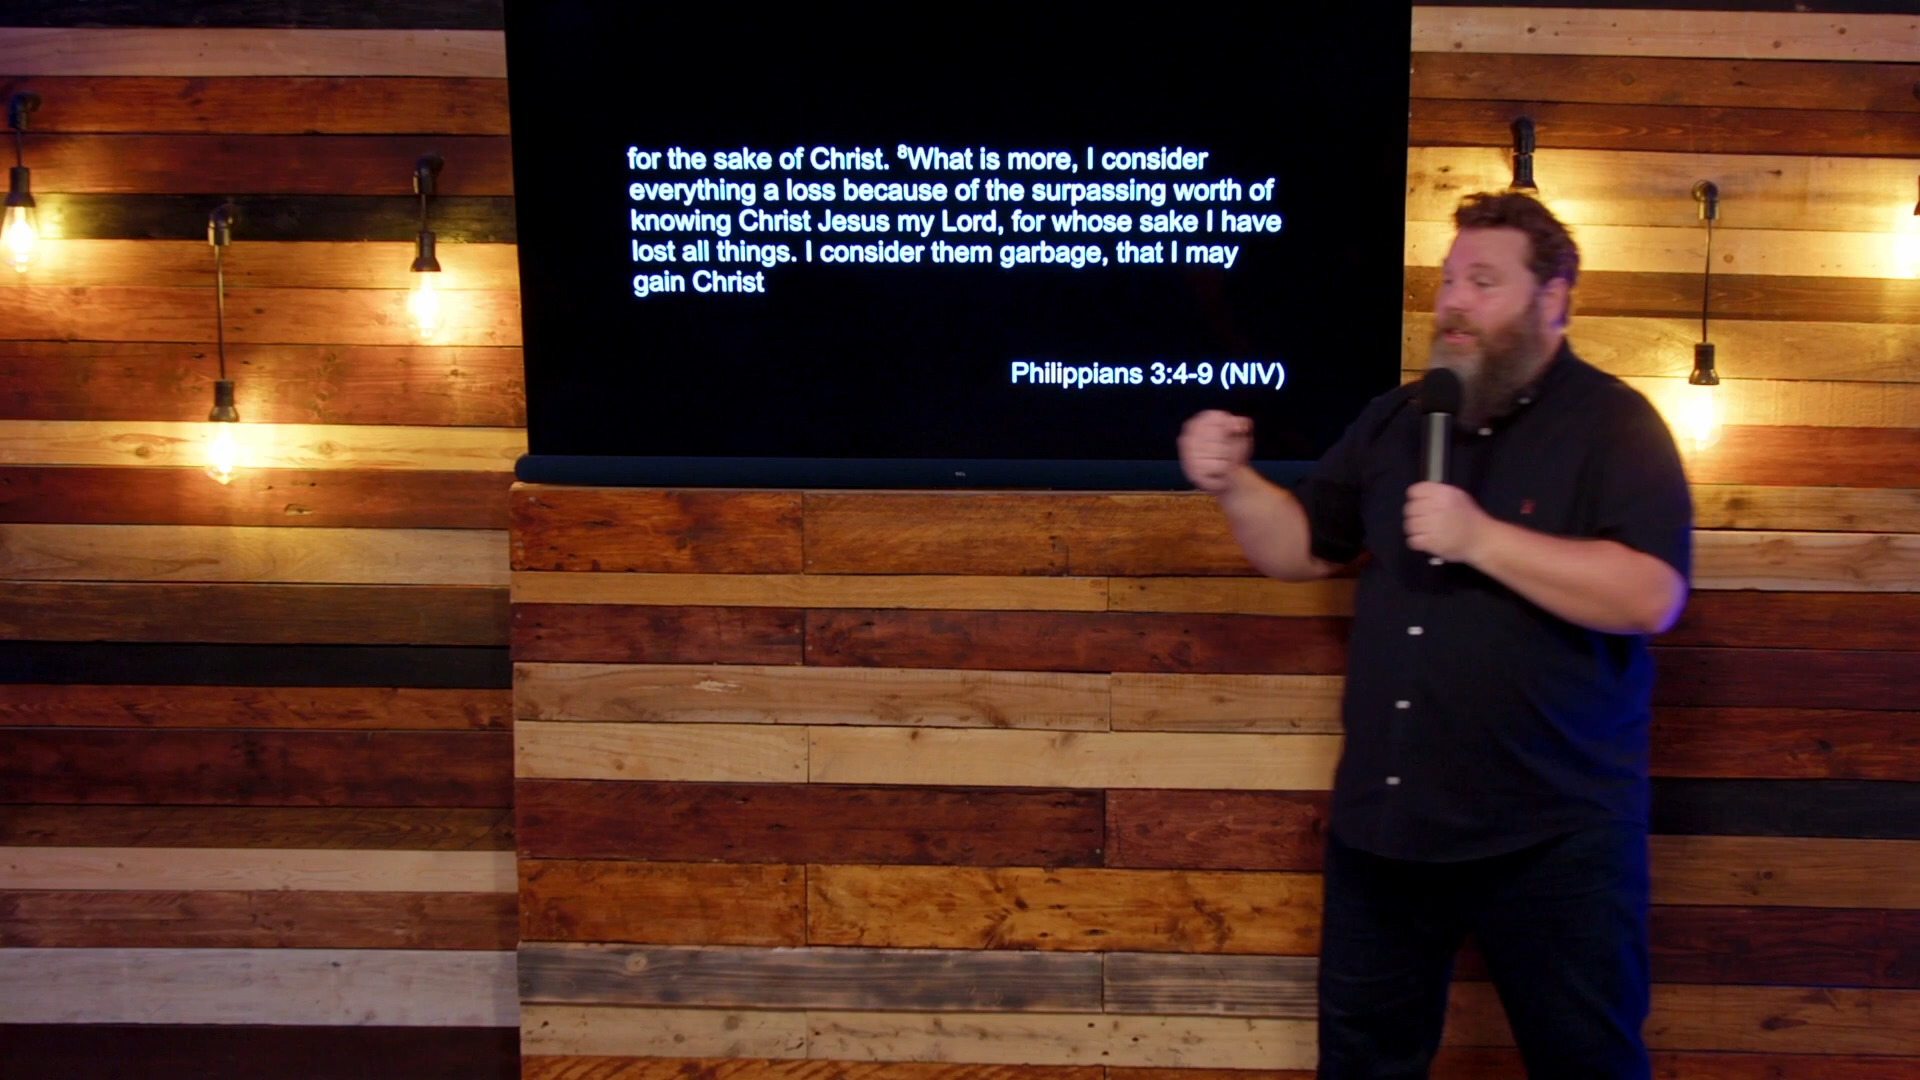 for the sake of Christ. ⁸What is more, I consider
everything a loss because of the surpassing worth of
knowing Christ Jesus my Lord, for whose sake I have
lost all things. I consider them garbage, that I may
gain Christ
Philippians 3:4-9 (NIV)